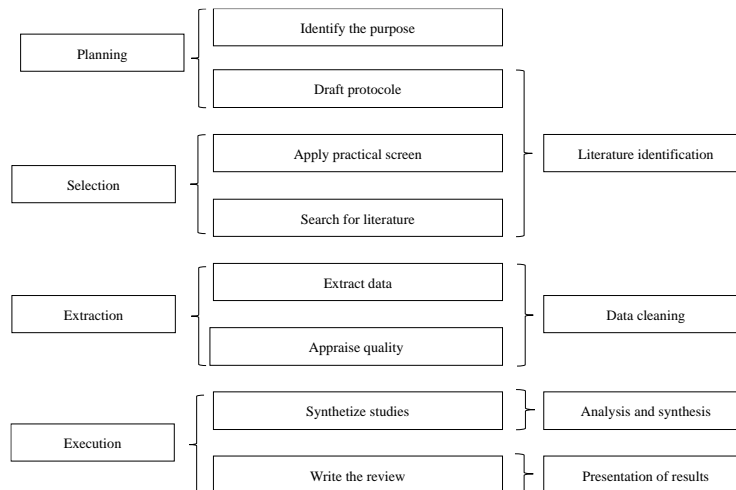 Identify the purpose
Planning
Draft protocole
Apply practical screen
Literature identification
Selection
Search for literature
Extract data
Extraction
Data cleaning
Appraise quality
Synthetize studies
Analysis and synthesis
Execution
Write the review
Presentation of results